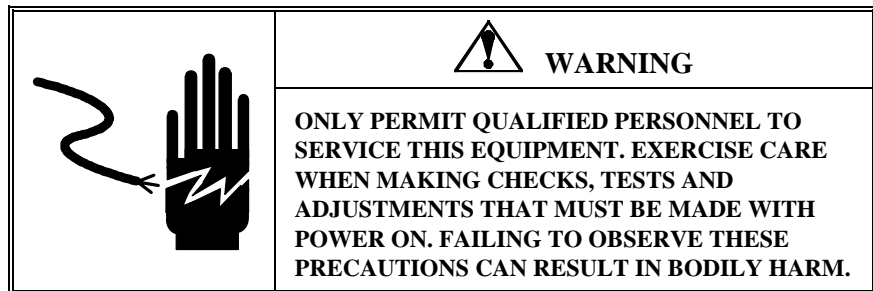 WARNING
ONLY PERMIT QUALIFIED PERSONNEL TO
SERVICE THIS EQUIPMENT. EXERCISE CARE
WHEN MAKING CHECKS, TESTS AND
ADJUSTMENTS THAT MUST BE MADE WITH
POWER ON. FAILING TO OBSERVE THESE
PRECAUTIONS CAN RESULT IN BODILY HARM.